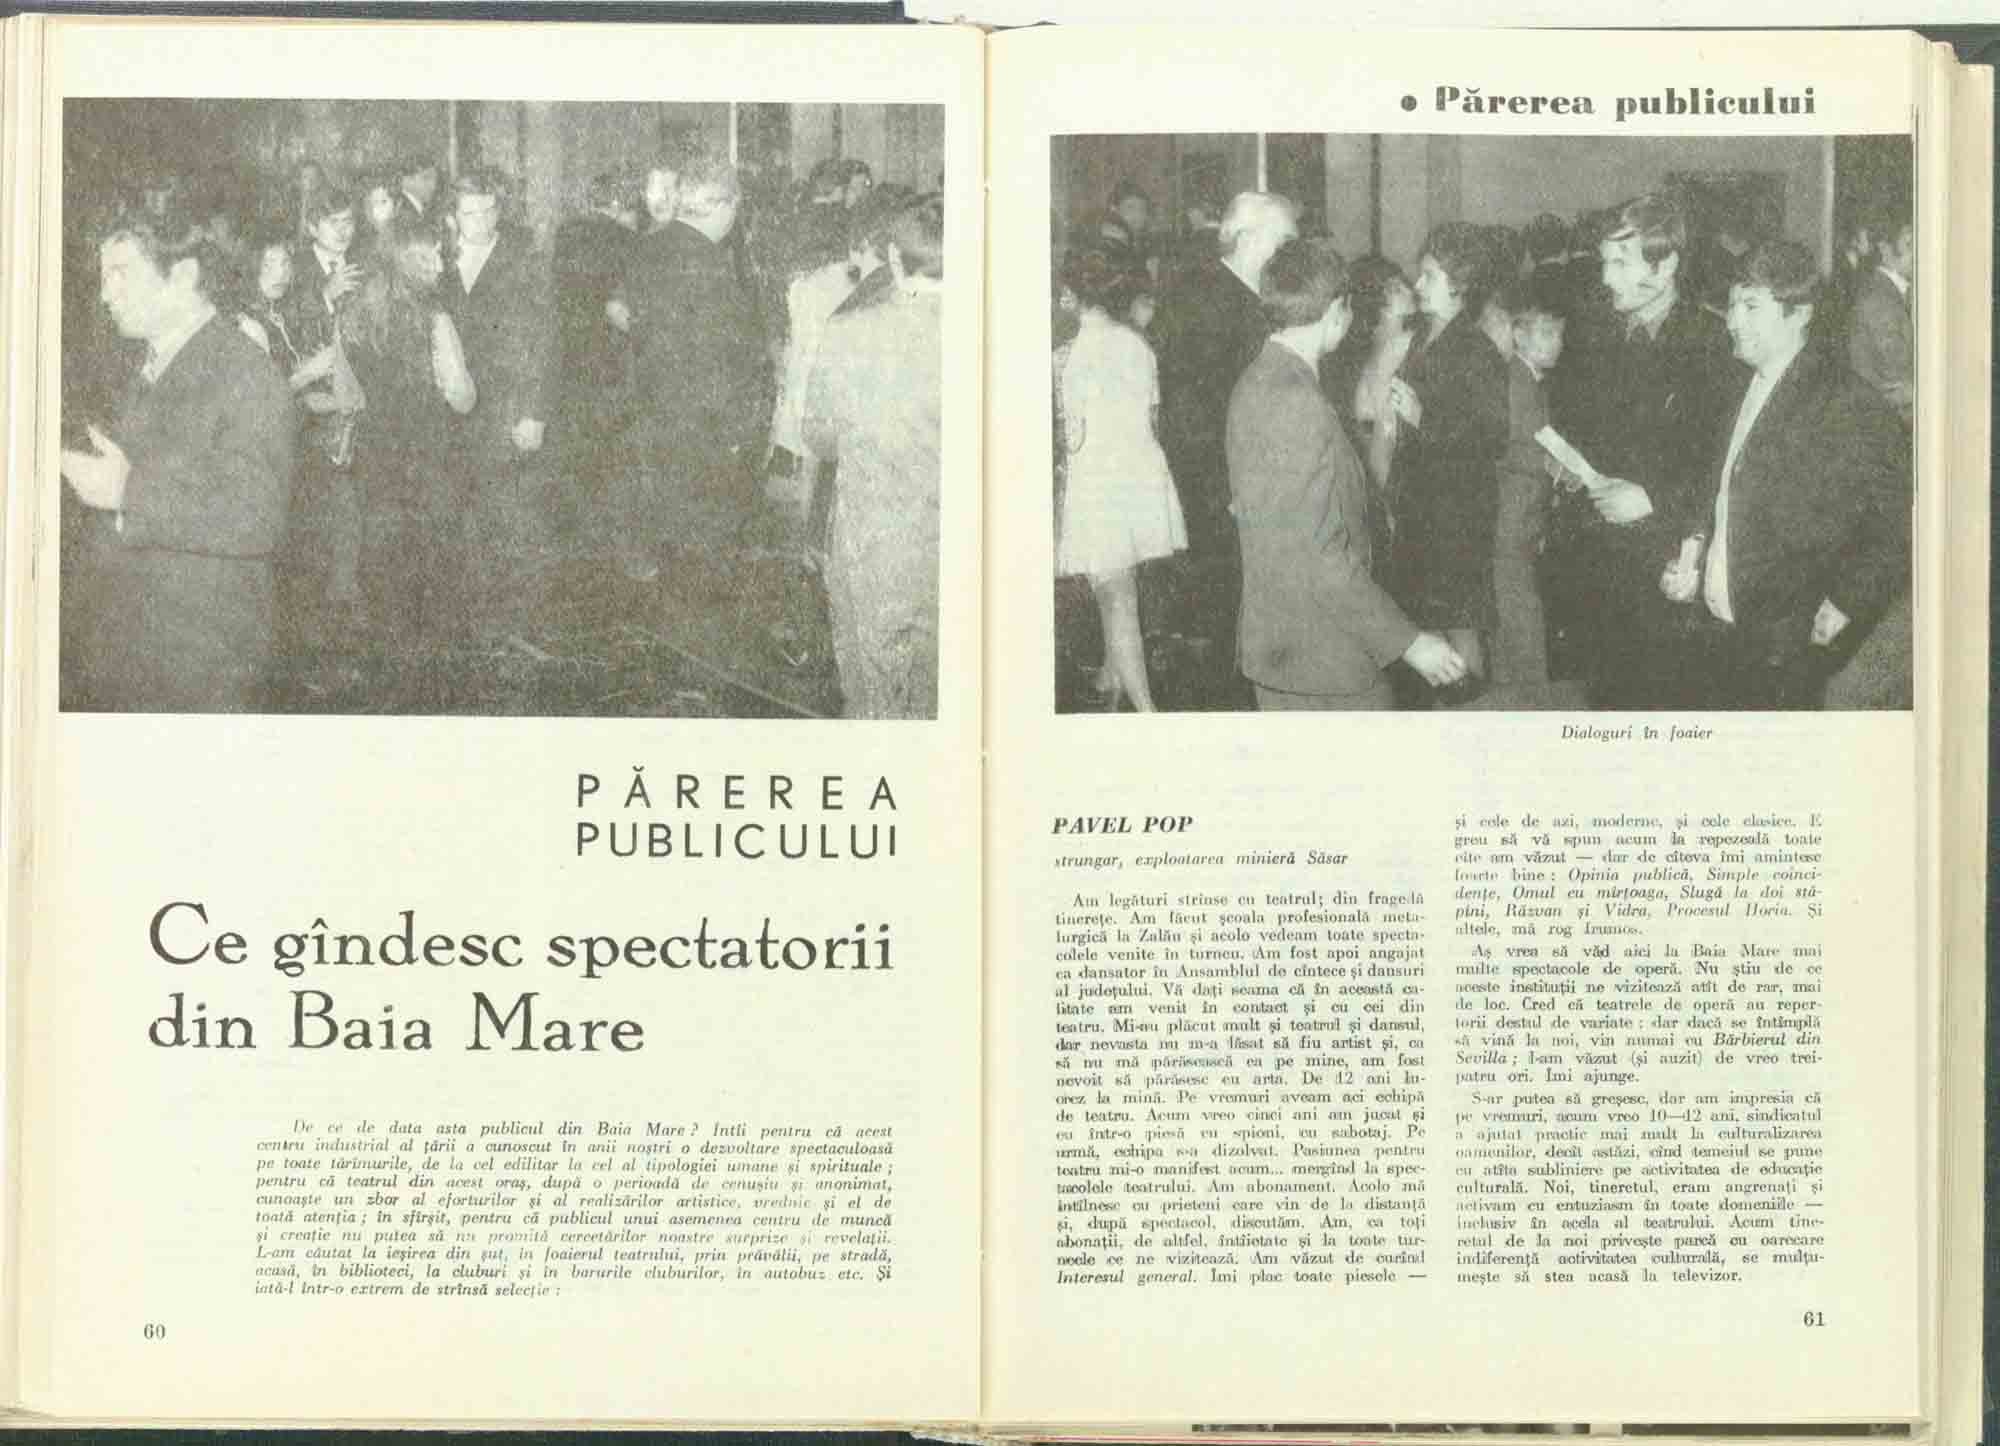 PĂREREA
PUBLICULUI
Ce gîndesc spectatorii
din Baia Mare
De ce de data asta publicul din Baia Mare ? Întîi pentru că acest
centru industrial al țării a cunoscut în anii noștri o dezvoltare spectaculoasă
pe toate tărîmurile, de la cel edilitar la cel al tipologiei umane și spirituale ;
pentru că teatrul din acest oraș, după o perioadă de cenușiu și anonimat,
cunoaște un zbor al eforturilor și al realizărilor artistice, vrednic și el de
toată atenția ; în sfîrșit, pentru că publicul unui asemenea centru de muncă
și creație nu putea să nu promită cercetărilor noastre surprize și revelații.
L-am căutat la ieșirea din șut, în foaierul teatrului, prin prăvălii, pe stradă,
acasă, în biblioteci, la cluburi și în barurile cluburilor, în autobuz etc. Și
iată-l într-o extrem de strînsă selecție :
60
• Părerea publicului
Dialoguri în foaier
PAVEL POP
strungar, exploatarea minieră Săsar
Am legături strînse cu teatrul; din fragedă
tinerețe. Am făcut școala profesională meta-
lurgică la Zalău și acolo vedeam toate specta-
colele venite în turneu. Am fost apoi angajat
ca dansator în Ansamblul de cîntece și dansuri
al județului. Vă dați seama că în această ca-
litate am venit în contact și cu cei din
teatru. Mi-au plăcut mult și teatrul și dansul,
dar nevasta nu m-a lăsat să fiu artist și, ca
să nu mă părăsească ea pe mine, am fost
nevoit să părăsesc eu arta. De 12 ani lu-
crez la mină. Pe vremuri aveam aci echipă
de teatru. Acum vreo cinci ani am jucat și
eu într-o piesă cu spioni, cu sabotaj. Pe
urmă, echipa s-a dizolvat. Pasiunea pentru
teatru mi-o manifest acum... mergînd la spec-
tacolele teatrului. Am abonament. Acolo mă
întîlnesc cu prieteni care vin de la distanță
și, după spectacol, discutăm. Am, ca toți
abonații, de altfel, întîietate și la toate tur-
neele ce ne vizitează. Am văzut de curînd
Interesul general. Îmi plac toate piesele —
și cele de azi, moderne, și cele clasice. E
greu să vă spun acum la repezeală toate
cîte am văzut — dar de cîteva îmi amintesc
foarte bine : Opinia publică, Simple coinci-
dențe, Omul cu mîrțoaga, Slugă la doi stă-
pîni, Răzvan și Vidra, Procesul Horia. Și
altele, mă rog frumos.
Aș vrea să văd aici la Baia Mare mai
multe spectacole de operă. Nu știu de ce
aceste instituții ne vizitează atît de rar, mai
de loc. Cred că teatrele de operă au reper-
torii destul de variate ; dar dacă se întîmplă
să vină la noi, vin numai cu Bărbierul din
Sevilla ; l-am văzut (și auzit) de vreo trei-
patru ori. Îmi ajunge.
S-ar putea să greșesc, dar am impresia că
pe vremuri, acum vreo 10—12 ani, sindicatul
a ajutat practic mai mult la culturalizarea
oamenilor, decît astăzi, cînd temeiul se pune
cu atîta subliniere pe activitatea de educație
culturală. Noi, tineretul, eram angrenați și
activam cu entuziasm în toate domeniile —
inclusiv în acela al teatrului. Acum tine-
retul de la noi privește parcă cu oarecare
indiferență activitatea culturală, se mulțu-
mește să stea acasă la televizor.
61